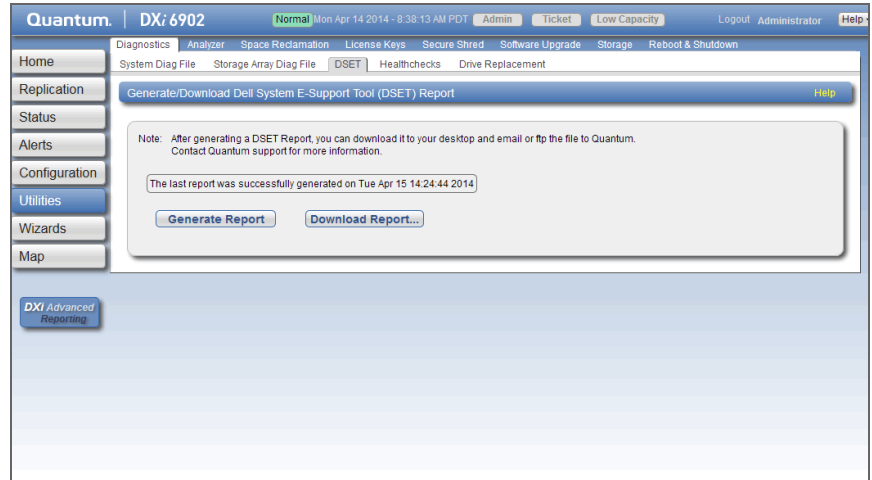 Quantum. DXi 6902 Normal Mon Apr 14 2014 - 8:38:13 AM PDT Admin Ticket Low Capacity Logout Administrator Help
Diagnostics Analyzer Space Reclamation License Keys Secure Shred Software Upgrade Storage Reboot & Shutdown
System Diag File Storage Array Diag File DSET Healthchecks Drive Replacement
Home
Replication
Status
Alerts
Configuration
Utilities
Wizards
Map
DXi Advanced
Reporting
Generate/Download Dell System E-Support Tool (DSET) Report Help
Note: After generating a DSET Report, you can download it to your desktop and email or ftp the file to Quantum.
Contact Quantum support for more information.
The last report was successfully generated on Tue Apr 15 14:24:44 2014
Generate Report Download Report...